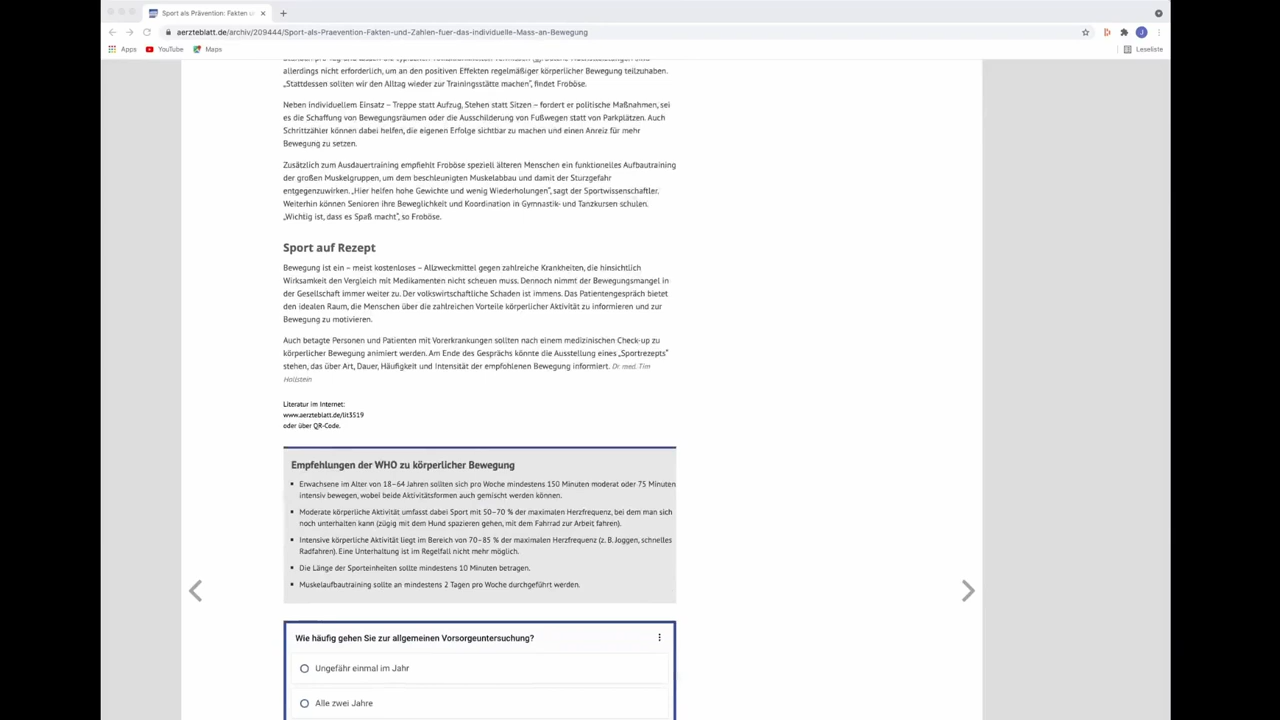 Sport als Prävention: Fakten u
aerzteblatt.de/archiv/209444/Sport-als-Praevention-Fakten-und-Zahlen-fuer-das-individuelle-Mass-an-Bewegung
J
Apps YouTube Maps Leseliste
allerdings nicht erforderlich, um an den positiven Effekten regelmäßiger körperlicher Bewegung teilzuhaben.
„Stattdessen sollten wir den Alltag wieder zur Trainingsstätte machen“, findet Froböse.
Neben individuellem Einsatz – Treppe statt Aufzug, Stehen statt Sitzen – fordert er politische Maßnahmen, sei
es die Schaffung von Bewegungsräumen oder die Ausschilderung von Fußwegen statt von Parkplätzen. Auch
Schrittzähler können dabei helfen, die eigenen Erfolge sichtbar zu machen und einen Anreiz für mehr
Bewegung zu setzen.
Zusätzlich zum Ausdauertraining empfiehlt Froböse speziell älteren Menschen ein funktionelles Aufbautraining
der großen Muskelgruppen, um dem beschleunigten Muskelabbau und damit der Sturzgefahr
entgegenzuwirken. „Hier helfen hohe Gewichte und wenig Wiederholungen“, sagt der Sportwissenschaftler.
Weiterhin können Senioren ihre Beweglichkeit und Koordination in Gymnastik- und Tanzkursen schulen.
„Wichtig ist, dass es Spaß macht“, so Froböse.
Sport auf Rezept
Bewegung ist ein – meist kostenloses – Allzweckmittel gegen zahlreiche Krankheiten, die hinsichtlich
Wirksamkeit den Vergleich mit Medikamenten nicht scheuen muss. Dennoch nimmt der Bewegungsmangel in
der Gesellschaft immer weiter zu. Der volkswirtschaftliche Schaden ist immens. Das Patientengespräch bietet
den idealen Raum, die Menschen über die zahlreichen Vorteile körperlicher Aktivität zu informieren und zur
Bewegung zu motivieren.
Auch betagte Personen und Patienten mit Vorerkrankungen sollten nach einem medizinischen Check-up zu
körperlicher Bewegung animiert werden. Am Ende des Gesprächs könnte die Ausstellung eines „Sportrezepts“
stehen, das über Art, Dauer, Häufigkeit und Intensität der empfohlenen Bewegung informiert. Dr. med. Tim
Hollstein
Literatur im Internet:
www.aerzteblatt.de/lit3519
oder über QR-Code.
Empfehlungen der WHO zu körperlicher Bewegung
Erwachsene im Alter von 18–64 Jahren sollten sich pro Woche mindestens 150 Minuten moderat oder 75 Minuten
intensiv bewegen, wobei beide Aktivitätsformen auch gemischt werden können.
Moderate körperliche Aktivität umfasst dabei Sport mit 50–70 % der maximalen Herzfrequenz, bei dem man sich
noch unterhalten kann (zügig mit dem Hund spazieren gehen, mit dem Fahrrad zur Arbeit fahren).
Intensive körperliche Aktivität liegt im Bereich von 70–85 % der maximalen Herzfrequenz (z. B. Joggen, schnelles
Radfahren). Eine Unterhaltung ist im Regelfall nicht mehr möglich.
Die Länge der Sporteinheiten sollte mindestens 10 Minuten betragen.
Muskelaufbautraining sollte an mindestens 2 Tagen pro Woche durchgeführt werden.
Wie häufig gehen Sie zur allgemeinen Vorsorgeuntersuchung?
Ungefähr einmal im Jahr
Alle zwei Jahre